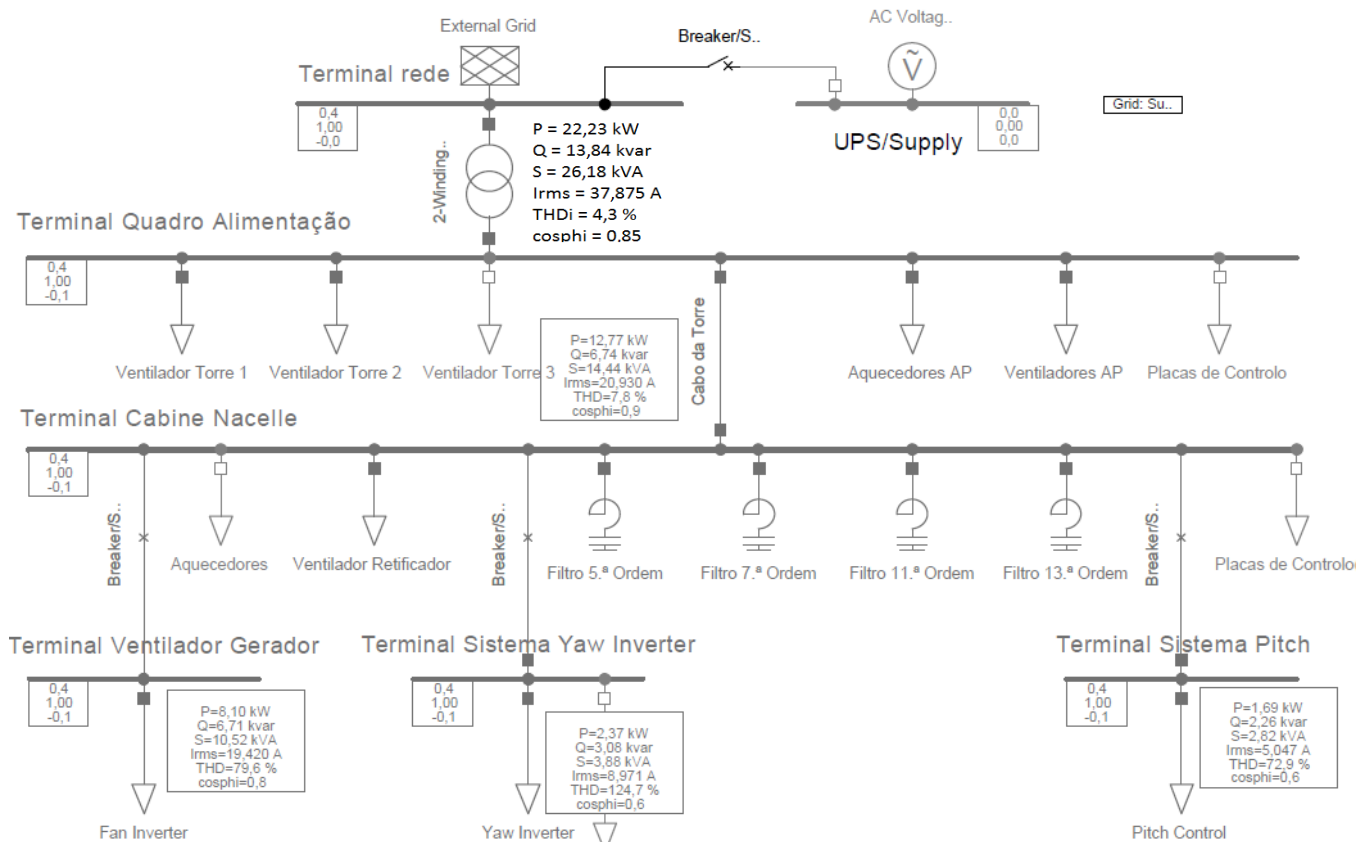 External Grid
Breaker/S..
AC Voltag..
Ṽ
Terminal rede
Grid: Su..
0,4
1,00
-0,0
0,0
0,00
0,0
UPS/Supply
2-Winding..
P = 22,23 kW
Q = 13,84 kvar
S = 26,18 kVA
Irms = 37,875 A
THDi = 4,3 %
cosphi = 0,85
Terminal Quadro Alimentação
0,4
1,00
-0,1
Ventilador Torre 1
Ventilador Torre 2
Ventilador Torre 3
P=12,77 kW
Q=6,74 kvar
S=14,44 kVA
Irms=20,930 A
THD=7,8 %
cosphi=0,9
Cabo da Torre
Aquecedores AP
Ventiladores AP
Placas de Controlo
Terminal Cabine Nacelle
0,4
1,00
-0,1
Breaker/S..
Aquecedores
Ventilador Retificador
Breaker/S..
Filtro 5.ª Ordem
Filtro 7.ª Ordem
Filtro 11.ª Ordem
Filtro 13.ª Ordem
Breaker/S..
Placas de Controlo
Terminal Ventilador Gerador
0,4
1,00
-0,1
P=8,10 kW
Q=6,71 kvar
S=10,52 kVA
Irms=19,420 A
THD=79,6 %
cosphi=0,8
Fan Inverter
Terminal Sistema Yaw Inverter
0,4
1,00
-0,1
P=2,37 kW
Q=3,08 kvar
S=3,88 kVA
Irms=8,971 A
THD=124,7 %
cosphi=0,6
Yaw Inverter
Terminal Sistema Pitch
0,4
1,00
-0,1
P=1,69 kW
Q=2,26 kvar
S=2,82 kVA
Irms=5,047 A
THD=72,9 %
cosphi=0,6
Pitch Control